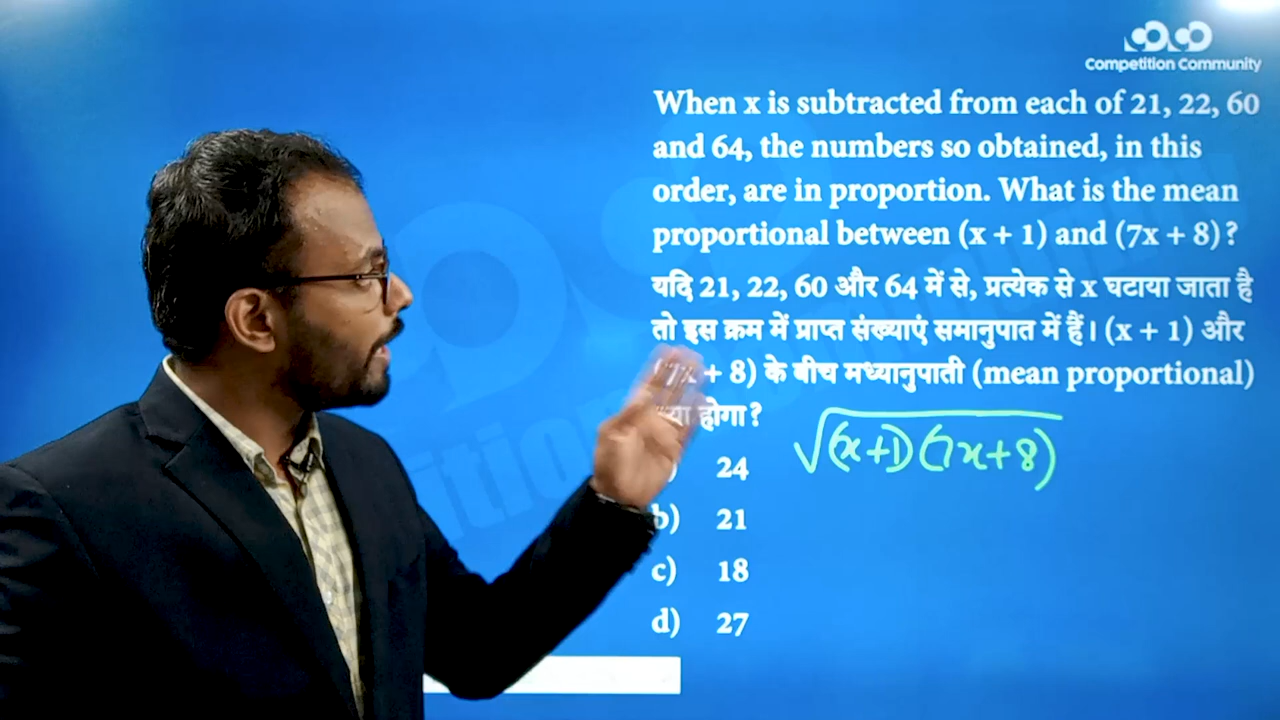 Competition Community
When x is subtracted from each of 21, 22, 60
and 64, the numbers so obtained, in this
order, are in proportion. What is the mean
proportional between (x + 1) and (7x + 8)?
यदि 21, 22, 60 और 64 में से, प्रत्येक से x घटाया जाता है
तो इस क्रम में प्राप्त संख्याएं समानुपात में हैं। (x + 1) और
(7x + 8) के बीच मध्यानुपाती (mean proportional)
होगा?
√(x+1)(7x+8)
24
b) 21
c) 18
d) 27